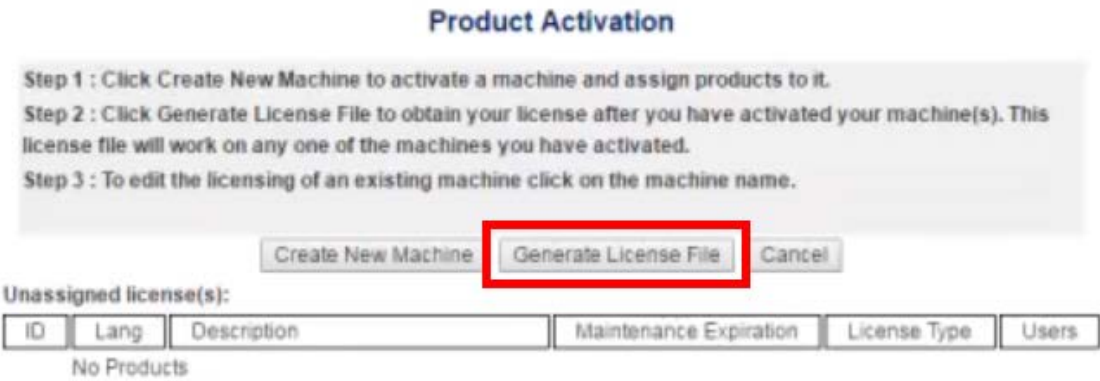 Product Activation
Step 1 : Click Create New Machine to activate a machine and assign products to it.
Step 2 : Click Generate License File to obtain your license after you have activated your machine(s). This
license file will work on any one of the machines you have activated.
Step 3 : To edit the licensing of an existing machine click on the machine name.
Create New Machine Generate License File Cancel
Unassigned license(s):
ID Lang Description Maintenance Expiration License Type Users
No Products